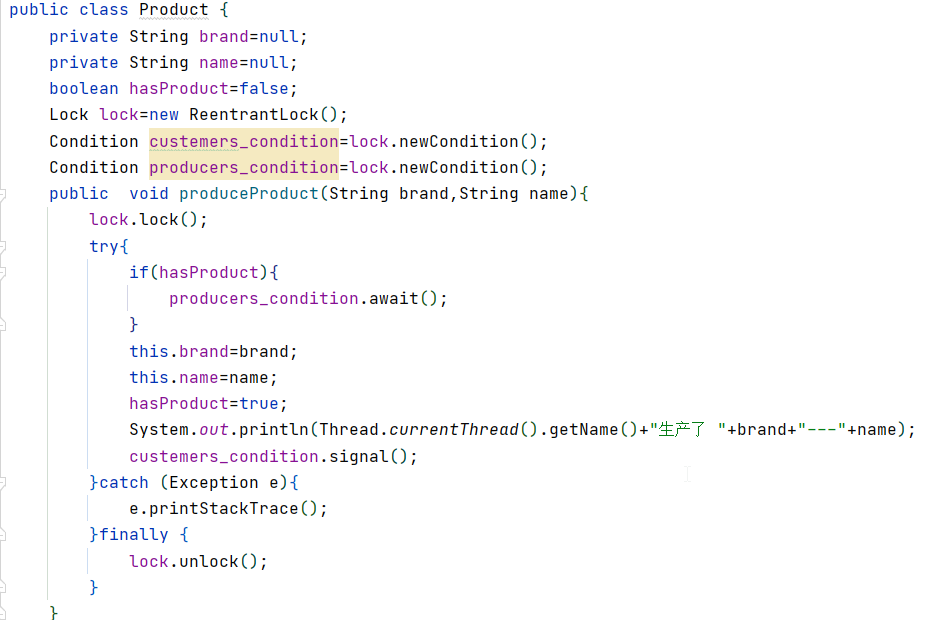 public class Product {
    private String brand=null;
    private String name=null;
    boolean hasProduct=false;
    Lock lock=new ReentrantLock();
    Condition custemers_condition=lock.newCondition();
    Condition producers_condition=lock.newCondition();
    public  void produceProduct(String brand,String name){
        lock.lock();
        try{
            if(hasProduct){
                producers_condition.await();
            }
            this.brand=brand;
            this.name=name;
            hasProduct=true;
            System.out.println(Thread.currentThread().getName()+"生产了 "+brand+"---"+name);
            custemers_condition.signal();
        }catch (Exception e){
            e.printStackTrace();
        }finally {
            lock.unlock();
        }
    }